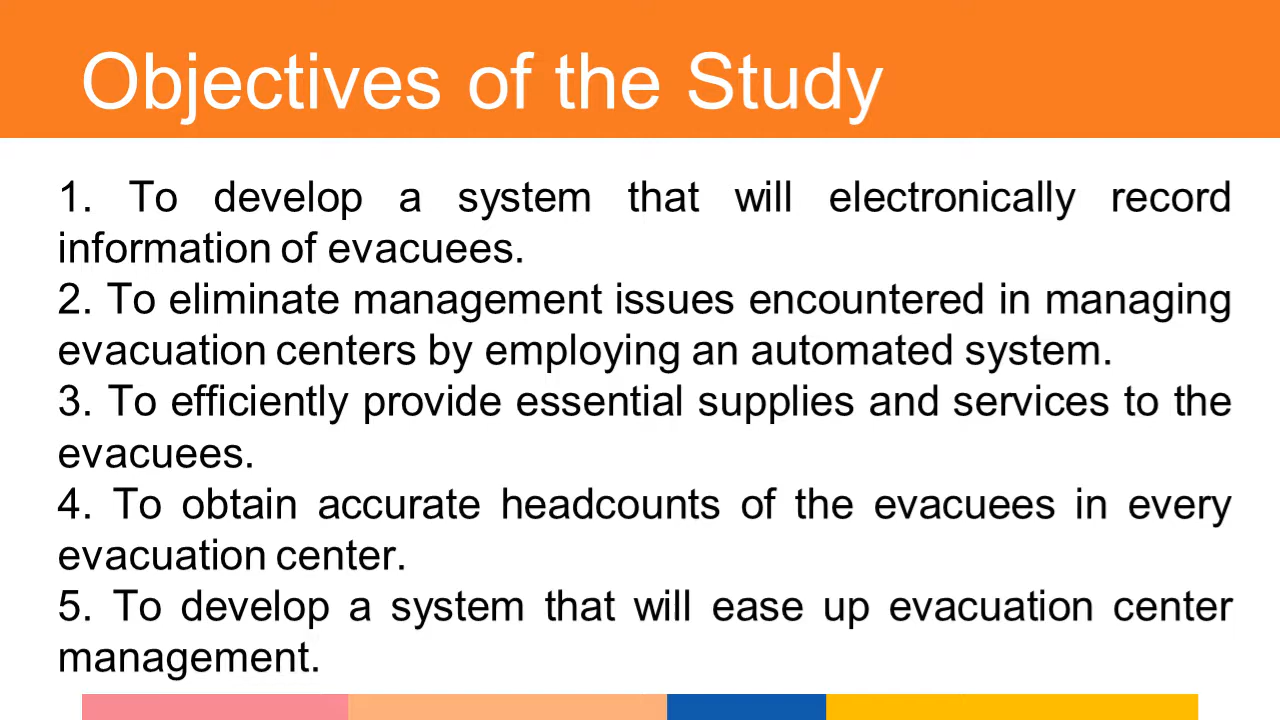 Objectives of the Study
1. To develop a system that will electronically record
information of evacuees.
2. To eliminate management issues encountered in managing
evacuation centers by employing an automated system.
3. To efficiently provide essential supplies and services to the
evacuees.
4. To obtain accurate headcounts of the evacuees in every
evacuation center.
5. To develop a system that will ease up evacuation center
management.